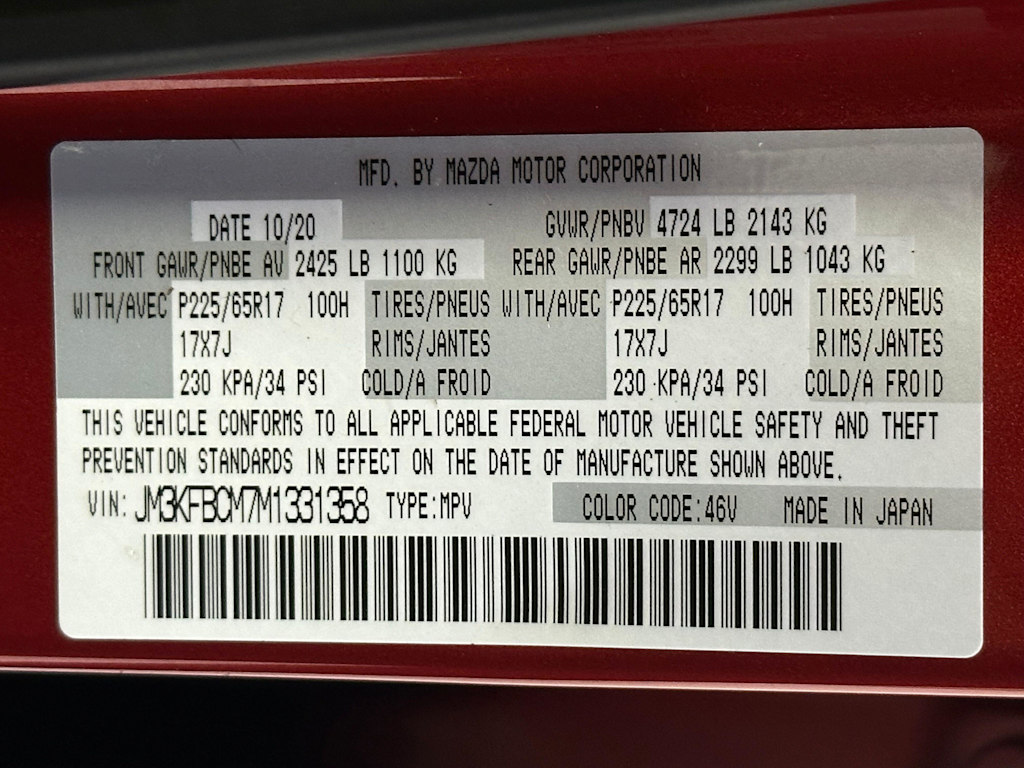 MFD. BY MAZDA MOTOR CORPORATION
DATE 10/20 GVWR/PNBV 4724 LB 2143 KG
FRONT GAWR/PNBE AV 2425 LB 1100 KG REAR GAWR/PNBE AR 2299 LB 1043 KG
WITH/AVEC P225/65R17 100H TIRES/PNEUS WITH/AVEC P225/65R17 100H TIRES/PNEUS
17X7J RIMS/JANTES 17X7J RIMS/JANTES
230 KPA/34 PSI COLD/A FROID 230 KPA/34 PSI COLD/A FROID
THIS VEHICLE CONFORMS TO ALL APPLICABLE FEDERAL MOTOR VEHICLE SAFETY AND THEFT
PREVENTION STANDARDS IN EFFECT ON THE DATE OF MANUFACTURE SHOWN ABOVE.
VIN: JM3KFBCM7M1331358 TYPE:MPV COLOR CODE:46V MADE IN JAPAN